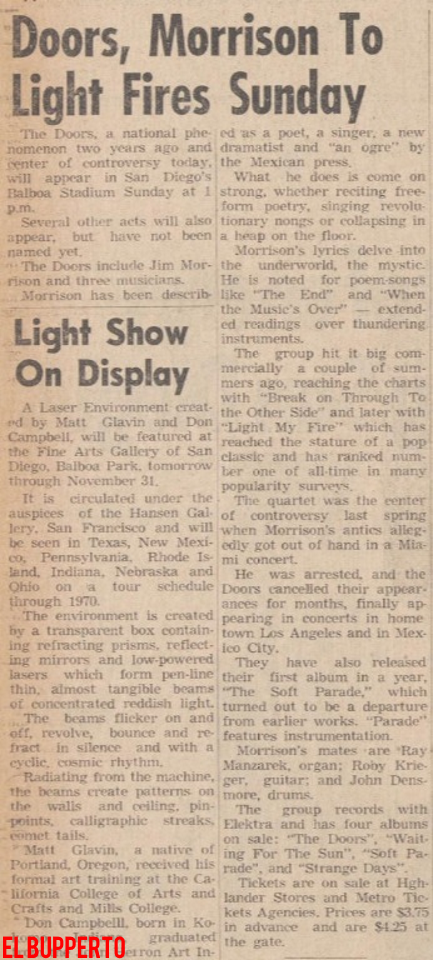 Doors, Morrison To
Light Fires Sunday
The Doors, a national phe-
nomenon two years ago and
center of controversy today,
will appear in San Diego's
Balboa Stadium Sunday at 1
p.m.
Several other acts will also
appear, but have not been
named yet.
The Doors include Jim Mor-
rison and three musicians.
Morrison has been describ-
ed as a poet, a singer, a new
dramatist and "an ogre" by
the Mexican press.
What he does is come on
strong, whether reciting free-
form poetry, singing revolu-
tionary nongs or collapsing in
a heap on the floor.
Morrison's lyrics delve into
the underworld, the mystic.
He is noted for poem-songs
like "The End" and "When
the Music's Over" — extend-
ed readings over thundering
instruments.
The group hit it big com-
mercially a couple of sum-
mers ago, reaching the charts
with "Break on Through To
the Other Side" and later with
"Light My Fire" which has
reached the stature of a pop
classic and has ranked num-
ber one of all-time in many
popularity surveys.
The quartet was the center
of controversy last spring
when Morrison's antics alleg-
edly got out of hand in a Mia-
mi concert.
He was arrested, and the
Doors cancelled their appear-
ances for months, finally ap-
pearing in concerts in home
town Los Angeles and in Mex-
ico City.
They have also released
their first album in a year,
"The Soft Parade," which
turned out to be a departure
from earlier works. "Parade"
features instrumentation.
Morrison's mates are Ray
Manzarek, organ; Roby Krie-
ger, guitar; and John Dens-
more, drums.
The group records with
Elektra and has four albums
on sale: "The Doors", "Wait-
ing For The Sun", "Soft Pa-
rade", and "Strange Days".
Tickets are on sale at Hgh-
lander Stores and Metro Tic-
kets Agencies. Prices are $3.75
in advance and are $4.25 at
the gate.
Light Show
On Display
A Laser Environment creat-
ed by Matt Glavin and Don
Campbell, will be featured at
the Fine Arts Gallery of San
Diego, Balboa Park, tomorrow
through November 31.
It is circulated under the
auspices of the Hansen Gal-
lery, San Francisco and will
be seen in Texas, New Mexi-
co, Pennsylvania, Rhode Is-
land, Indiana, Nebraska and
Ohio on a tour schedule
through 1970.
The environment is created
by a transparent box contain-
ing refracting prisms, reflect-
ing mirrors and low-powered
lasers which form pen-line
thin, almost tangible beams
of concentrated reddish light.
The beams flicker on and
off, revolve, bounce and re-
fract in silence and with a
cyclic, cosmic rhythm.
Radiating from the machine,
the beams create patterns on
the walls and ceiling, pin-
points, calligraphic streaks,
comet tails.
Matt Glavin, a native of
Portland, Oregon, received his
formal art training at the Ca-
lifornia College of Arts and
Crafts and Mills College.
Don Campbell, born in Ko-
graduated
Herron Art In-
EL BUPPERTO